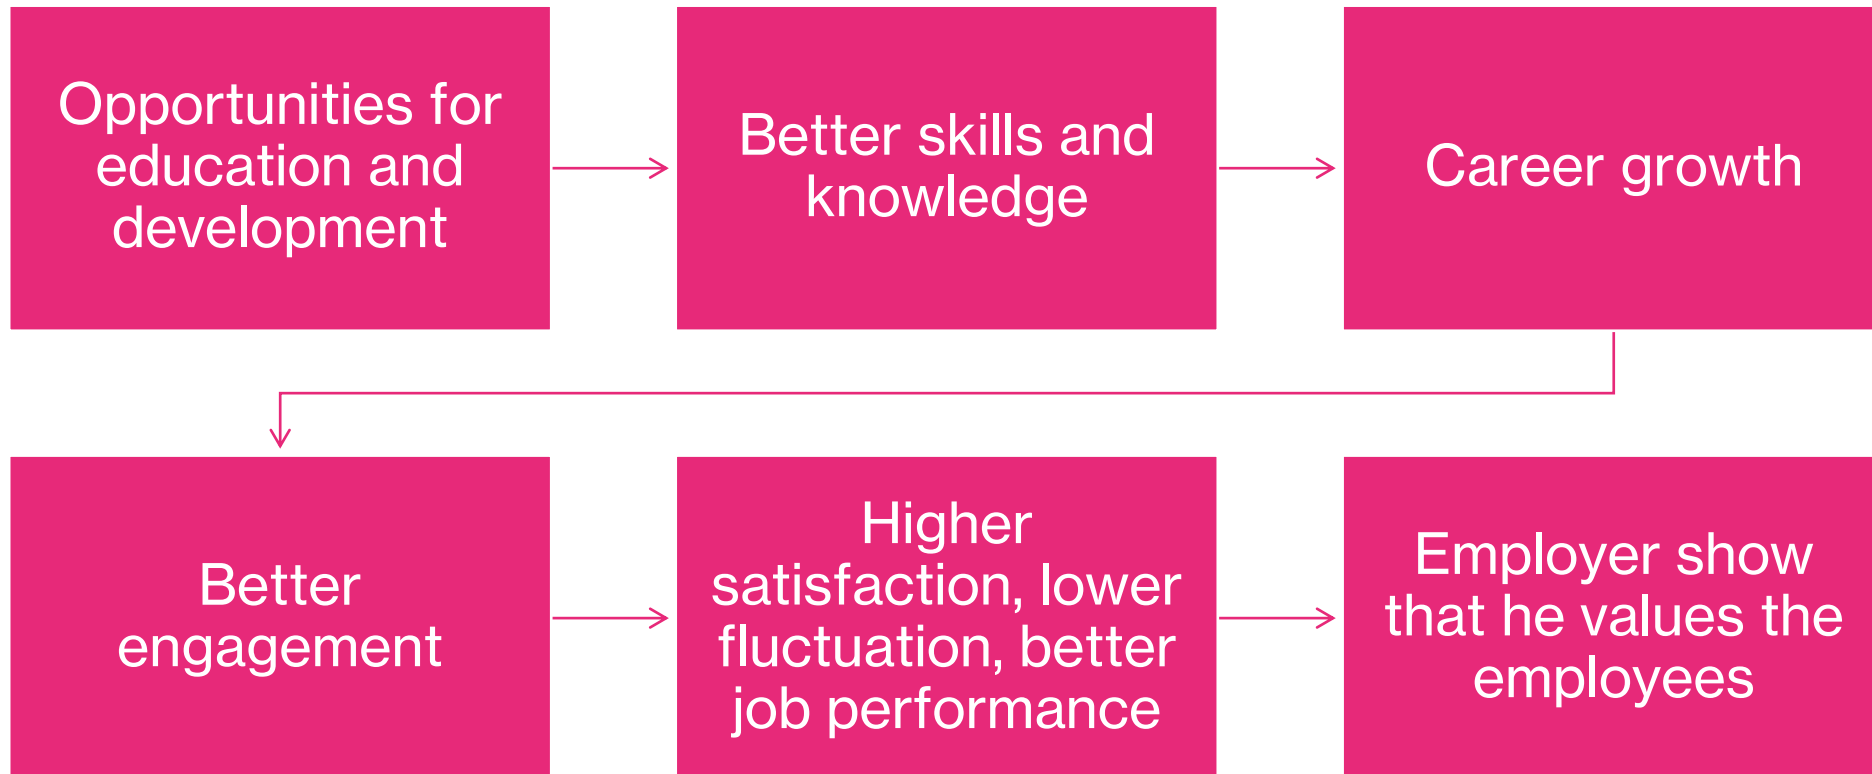 Opportunities for
education and
development
Better skills and
knowledge
Career growth
Better
engagement
Higher
satisfaction, lower
fluctuation, better
job performance
Employer show
that he values the
employees